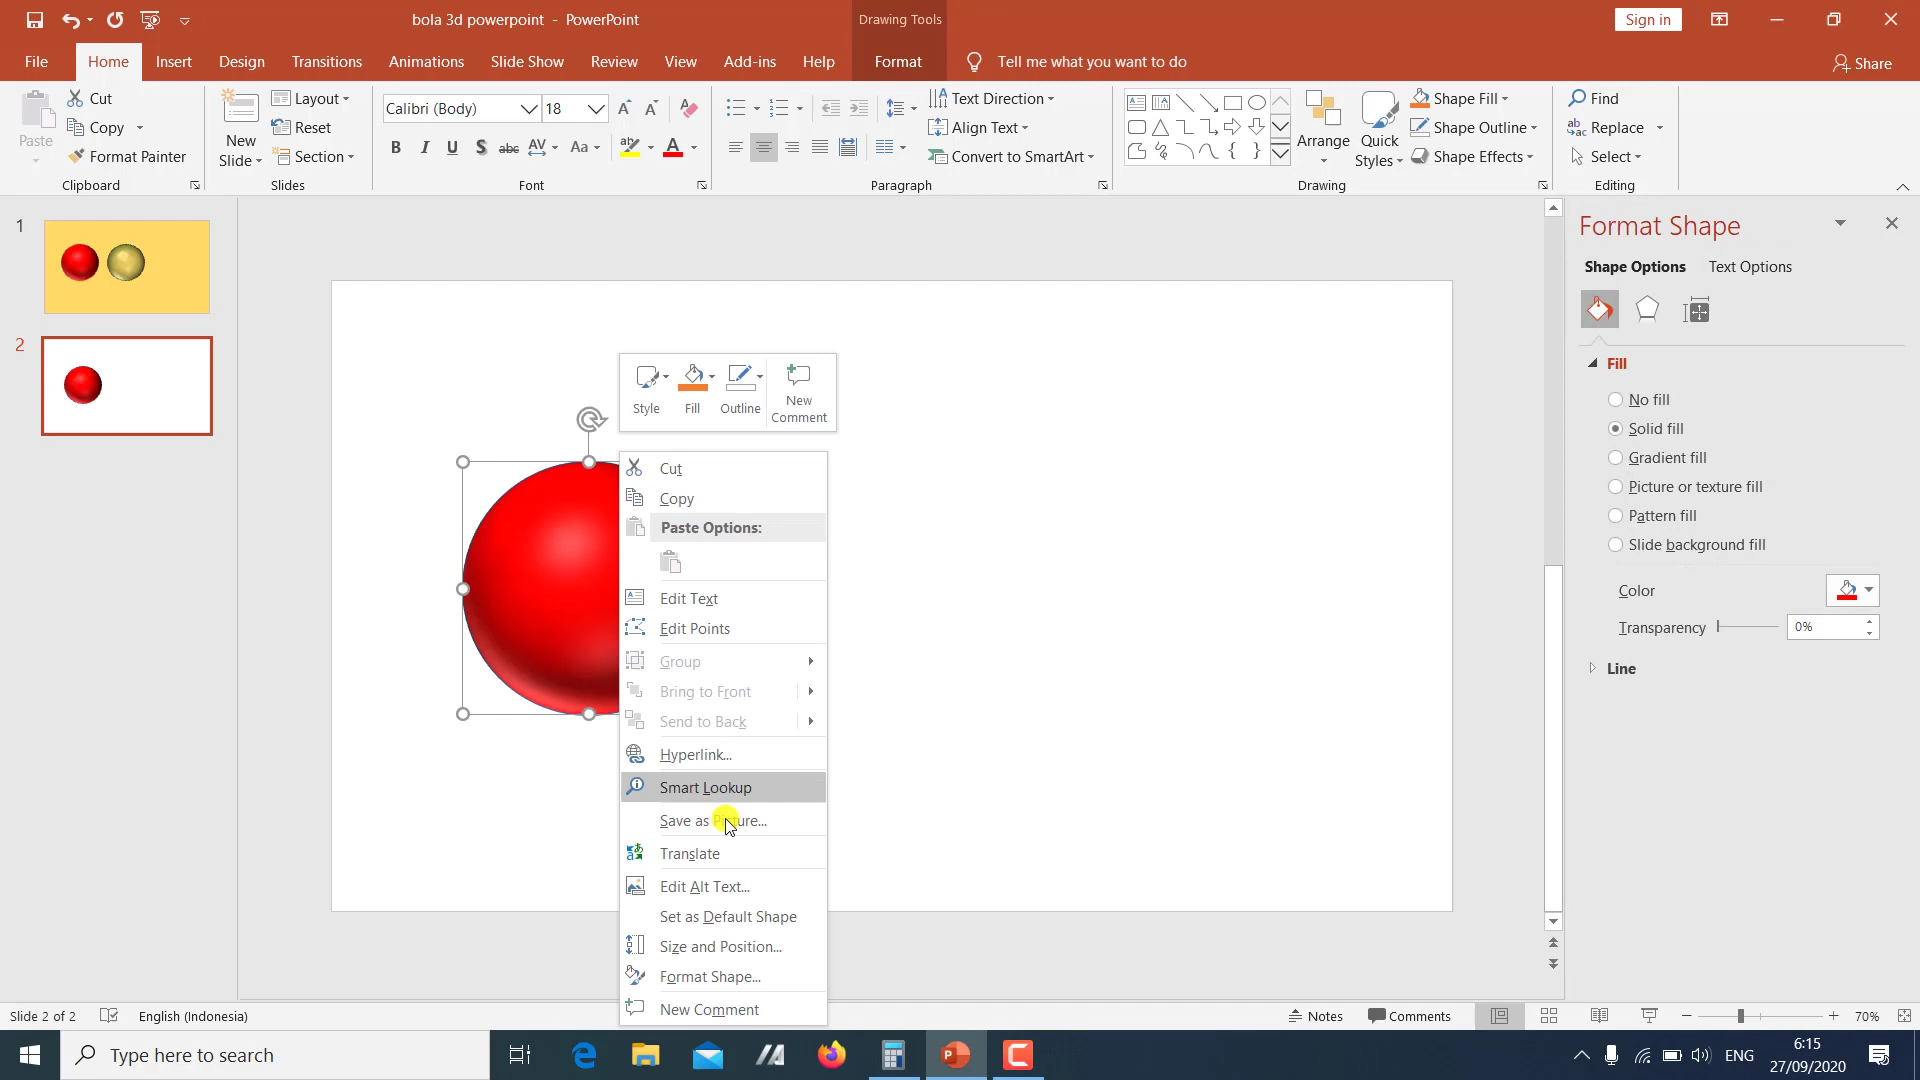 bola 3d powerpoint - PowerPoint
Drawing Tools
Sign in
File Home Insert Design Transitions Animations Slide Show Review View Add-ins Help Format Tell me what you want to do Share
Paste
Cut
Copy
Format Painter
Clipboard
New Slide
Layout
Reset
Section
Slides
Calibri (Body) 18
B I U S abc AV Aa A
Font
Text Direction
Align Text
Convert to SmartArt
Paragraph
Arrange
Quick Styles
Shape Fill
Shape Outline
Shape Effects
Drawing
Find
Replace
Select
Editing
1
2
Style Fill Outline New Comment
Cut
Copy
Paste Options:
Edit Text
Edit Points
Group
Bring to Front
Send to Back
Hyperlink...
Smart Lookup
Save as Picture...
Translate
Edit Alt Text...
Set as Default Shape
Size and Position...
Format Shape...
New Comment
Format Shape
Shape Options Text Options
Fill
No fill
Solid fill
Gradient fill
Picture or texture fill
Pattern fill
Slide background fill
Color
Transparency 0%
Line
Slide 2 of 2 English (Indonesia) Notes Comments 70%
Type here to search
ENG
6:15
27/09/2020